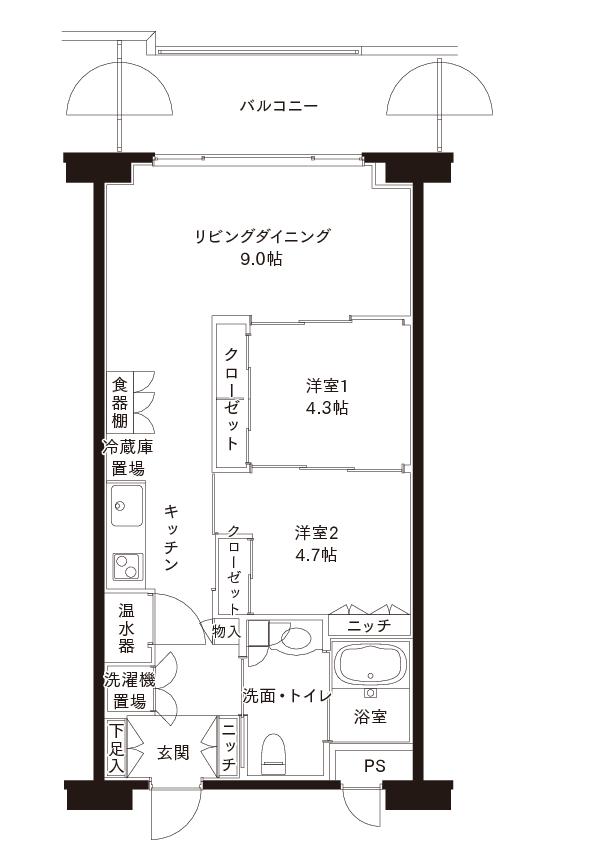 バルコニー
リビングダイニング
9.0帖
クローゼット
洋室1
4.3帖
食器棚
冷蔵庫
置場
キッチン
クローゼット
洋室2
4.7帖
温水器
物入
ニッチ
洗濯機
置場
洗面・トイレ
浴室
下足入
玄関
ニッチ
PS